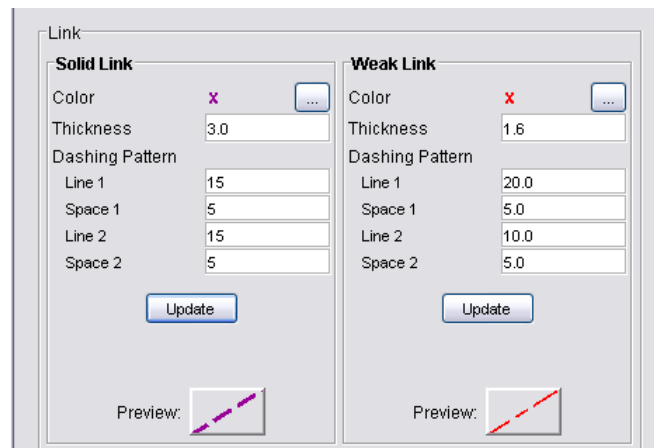 Link
Solid Link
Color x ...
Thickness 3.0
Dashing Pattern
Line 1 15
Space 1 5
Line 2 15
Space 2 5
Update
Preview:
Weak Link
Color x ...
Thickness 1.6
Dashing Pattern
Line 1 20.0
Space 1 5.0
Line 2 10.0
Space 2 5.0
Update
Preview: